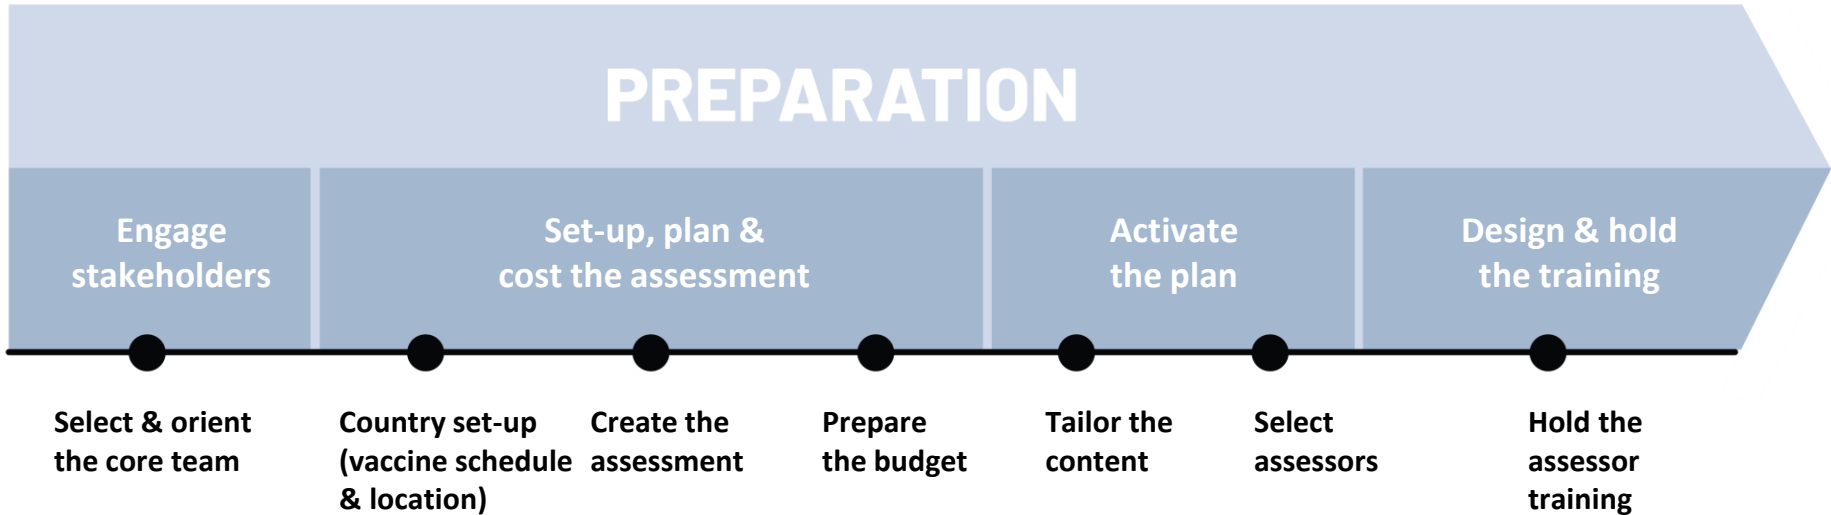 PREPARATION
Engage
stakeholders
Set-up, plan &
cost the assessment
Activate
the plan
Design & hold
the training
Select & orient
the core team
Country set-up
(vaccine schedule
& location)
Create the
assessment
Prepare
the budget
Tailor the
content
Select
assessors
Hold the
assessor
training